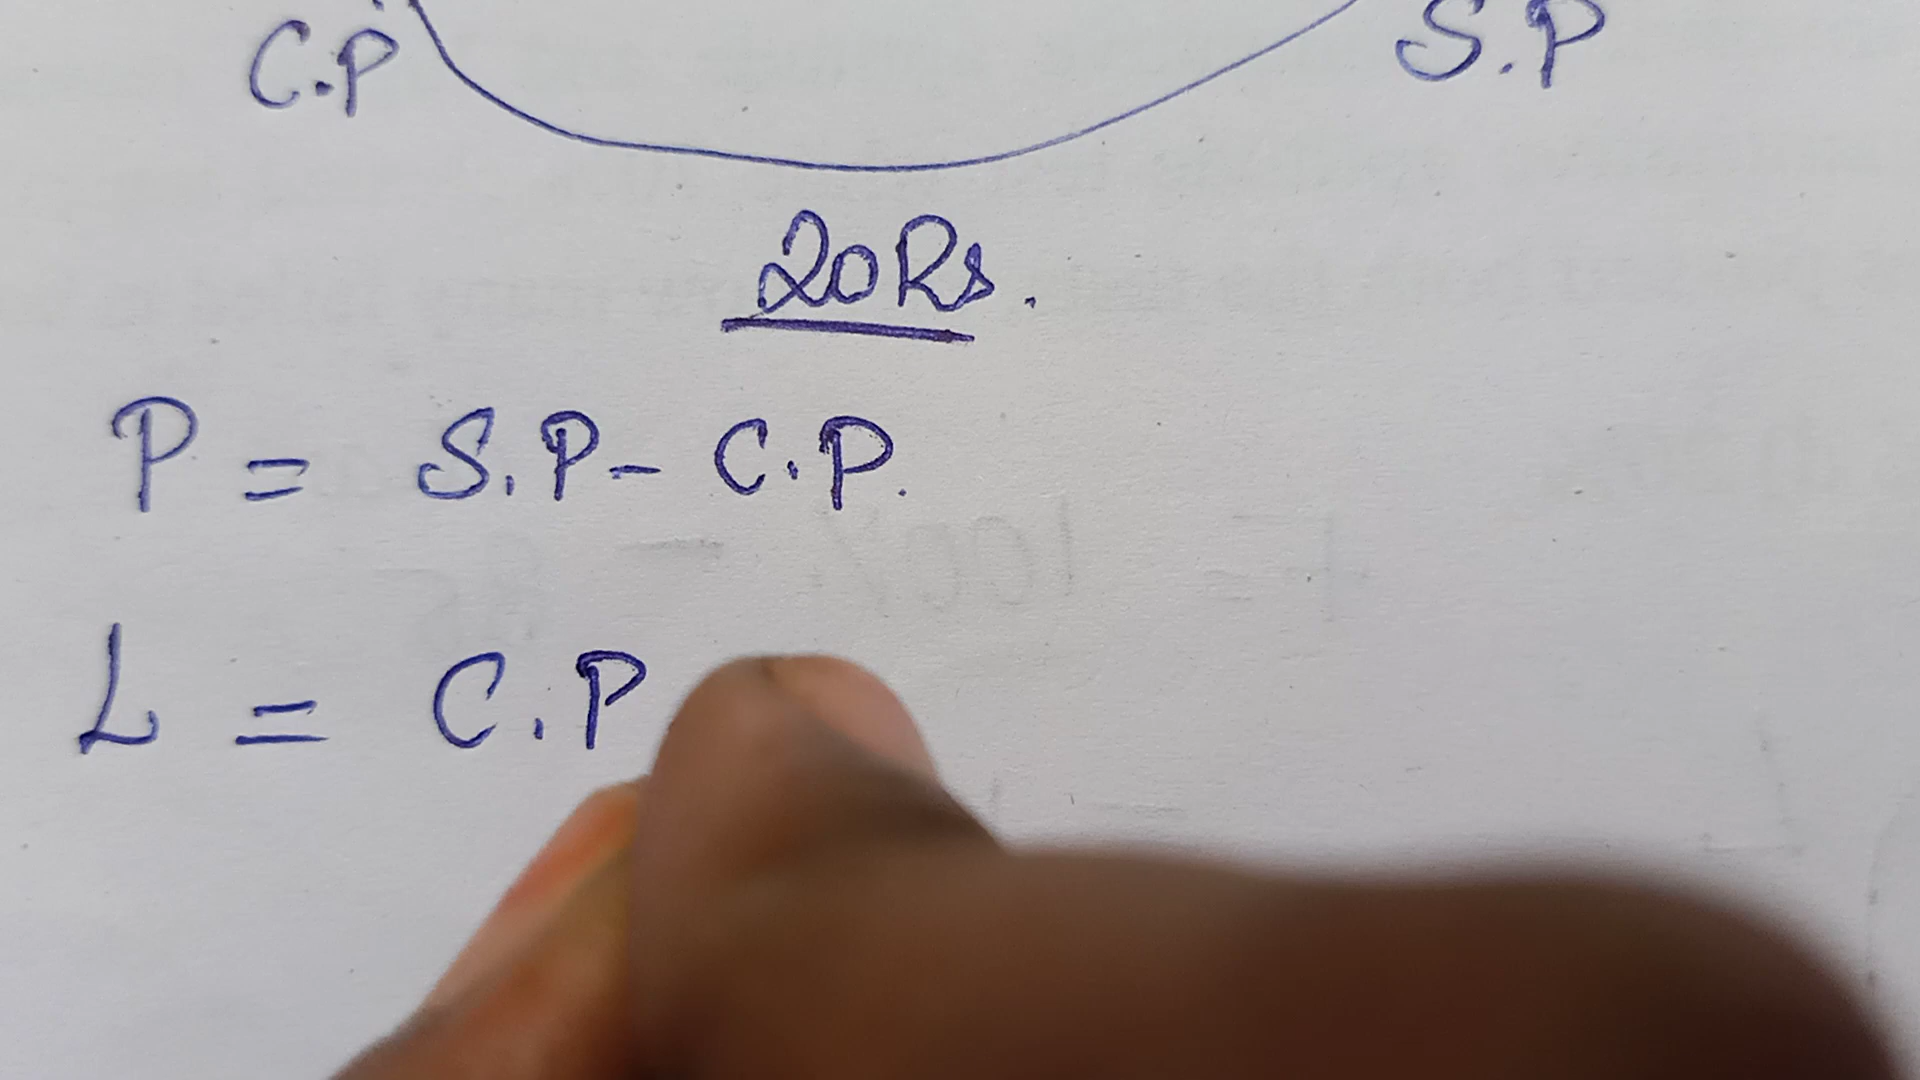 C.P S.P
20Rs.
P = S.P - C.P.
L = C.P